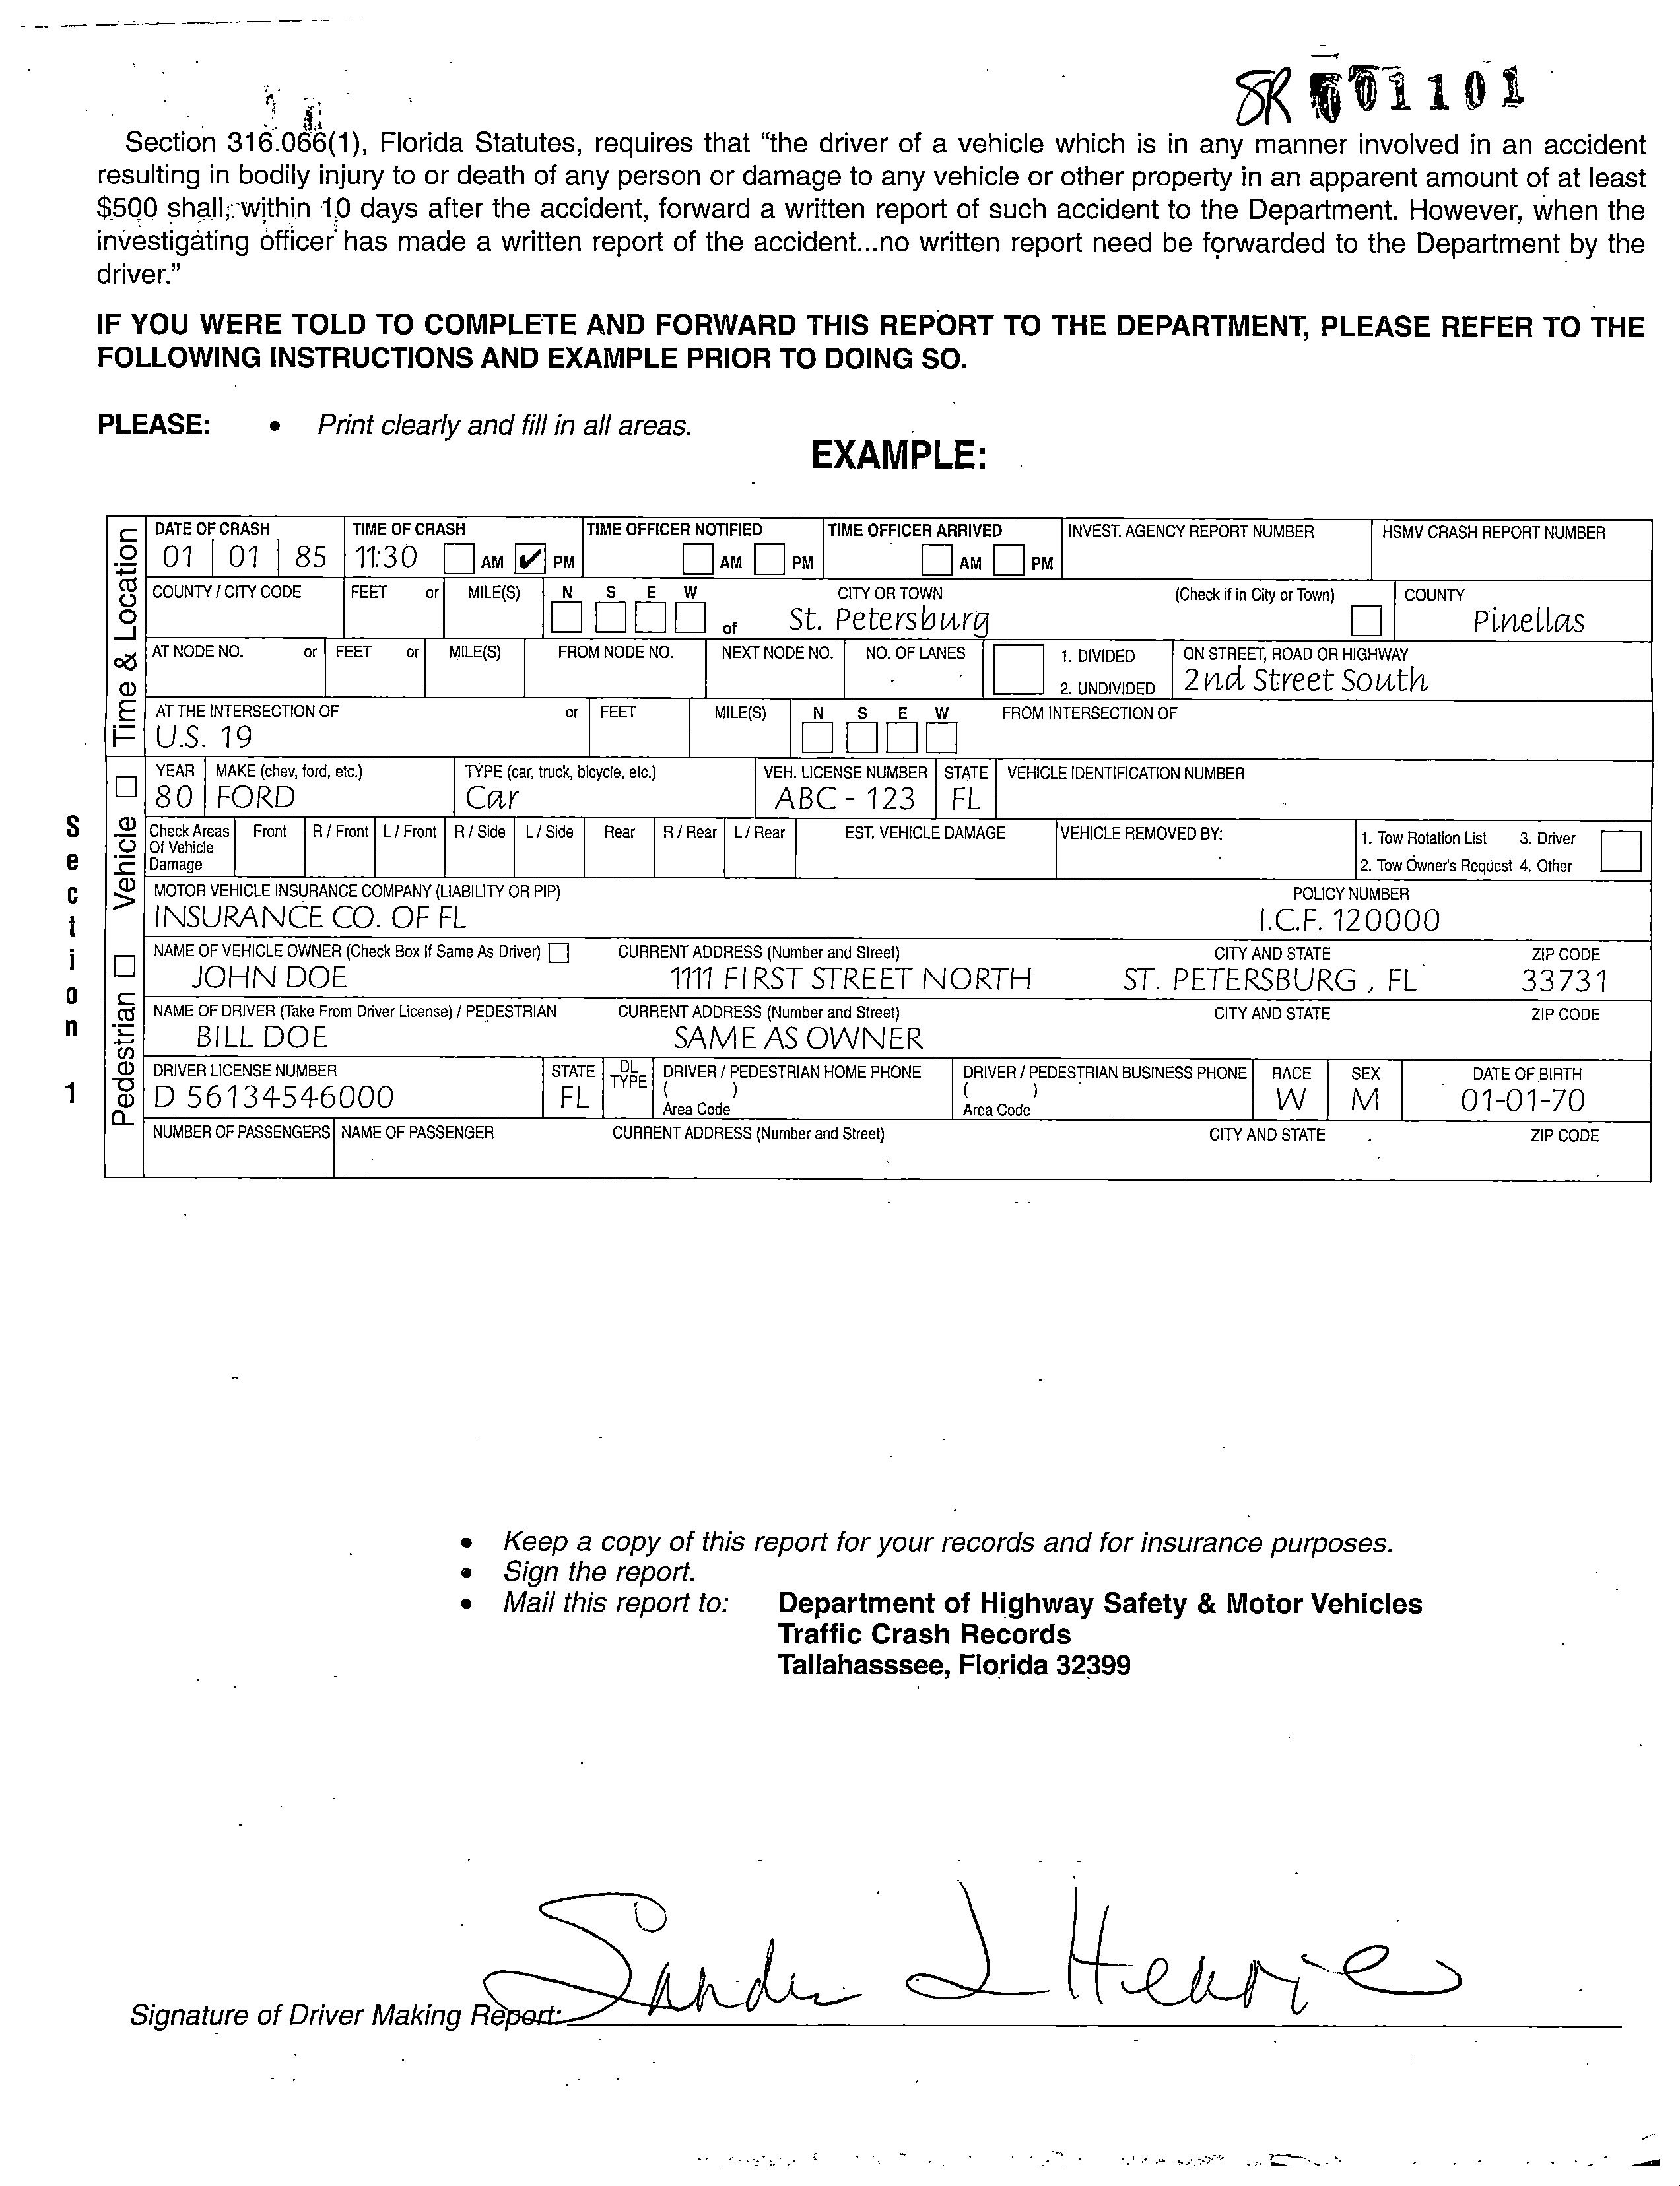 SR 01101
Section 316.066(1), Florida Statutes, requires that “the driver of a vehicle which is in any manner involved in an accident
resulting in bodily injury to or death of any person or damage to any vehicle or other property in an apparent amount of at least
$500 shall, within 10 days after the accident, forward a written report of such accident to the Department. However, when the
investigating officer has made a written report of the accident...no written report need be forwarded to the Department by the
driver.”
IF YOU WERE TOLD TO COMPLETE AND FORWARD THIS REPORT TO THE DEPARTMENT, PLEASE REFER TO THE
FOLLOWING INSTRUCTIONS AND EXAMPLE PRIOR TO DOING SO.
PLEASE: • Print clearly and fill in all areas.
EXAMPLE:
Section 1
Time & Location
DATE OF CRASH TIME OF CRASH TIME OFFICER NOTIFIED TIME OFFICER ARRIVED INVEST. AGENCY REPORT NUMBER HSMV CRASH REPORT NUMBER
01 01 85 11:30 AM ✔ PM AM PM AM PM
COUNTY / CITY CODE FEET or MILE(S) N S E W of CITY OR TOWN (Check if in City or Town) COUNTY
St. Petersburg Pinellas
AT NODE NO. or FEET or MILE(S) FROM NODE NO. NEXT NODE NO. NO. OF LANES 1. DIVIDED ON STREET, ROAD OR HIGHWAY
2. UNDIVIDED 2nd Street South
AT THE INTERSECTION OF or FEET MILE(S) N S E W FROM INTERSECTION OF
U.S. 19
Vehicle
YEAR MAKE (chev, ford, etc.) TYPE (car, truck, bicycle, etc.) VEH. LICENSE NUMBER STATE VEHICLE IDENTIFICATION NUMBER
80 FORD Car ABC - 123 FL
Check Areas Front R / Front L / Front R / Side L / Side Rear R / Rear L / Rear EST. VEHICLE DAMAGE VEHICLE REMOVED BY: 1. Tow Rotation List 3. Driver
Of Vehicle
Damage 2. Tow Owner's Request 4. Other
MOTOR VEHICLE INSURANCE COMPANY (LIABILITY OR PIP) POLICY NUMBER
INSURANCE CO. OF FL I.C.F. 120000
Pedestrian
NAME OF VEHICLE OWNER (Check Box If Same As Driver) CURRENT ADDRESS (Number and Street) CITY AND STATE ZIP CODE
JOHN DOE 1111 FIRST STREET NORTH ST. PETERSBURG , FL 33731
NAME OF DRIVER (Take From Driver License) / PEDESTRIAN CURRENT ADDRESS (Number and Street) CITY AND STATE ZIP CODE
BILL DOE SAME AS OWNER
DRIVER LICENSE NUMBER STATE DL TYPE DRIVER / PEDESTRIAN HOME PHONE DRIVER / PEDESTRIAN BUSINESS PHONE RACE SEX DATE OF BIRTH
D 56134546000 FL ( ) Area Code ( ) Area Code W M 01-01-70
NUMBER OF PASSENGERS NAME OF PASSENGER CURRENT ADDRESS (Number and Street) CITY AND STATE ZIP CODE
• Keep a copy of this report for your records and for insurance purposes.
• Sign the report.
• Mail this report to: Department of Highway Safety & Motor Vehicles
Traffic Crash Records
Tallahasssee, Florida 32399
Signature of Driver Making Report: J Henrie